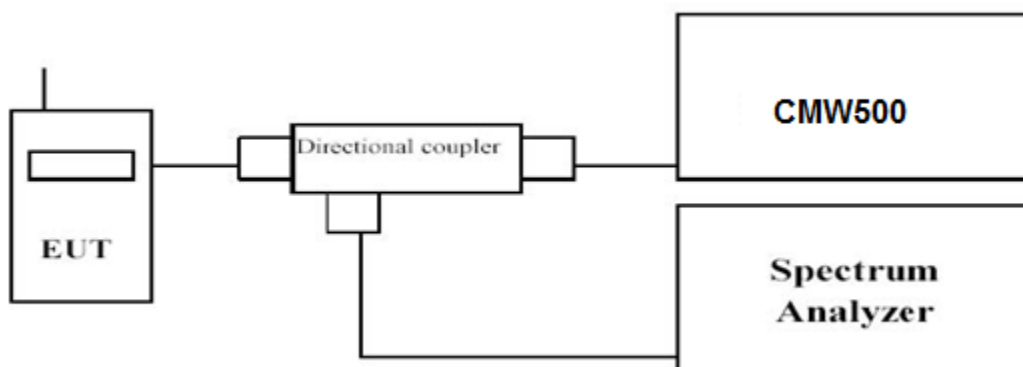 CMW500
Directional coupler
EUT
Spectrum
Analyzer